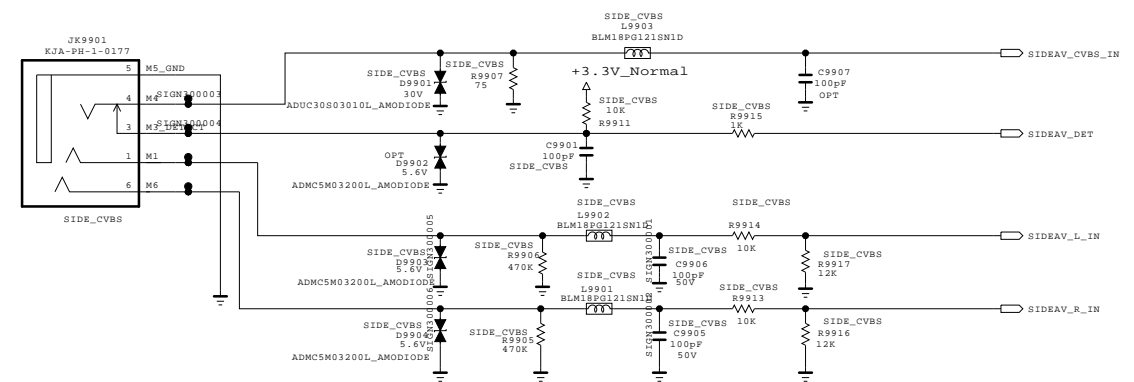 SIDE_CVBS
L9903
BLM18PG121SN1D
JK9901
KJA-PH-1-0177
SIDEAV_CVBS_IN
5 M5_GND
SIDE_CVBS
D9901
30V
ADUC30S03010L_AMODIODE
SIDE_CVBS
R9907
75
+3.3V_Normal
C9907
100pF
OPT
SIGN300003
4 M4
SIDE_CVBS
10K
R9911
SIDE_CVBS
R9915
1K
SIGN300004
3 M3_DETECT
SIDEAV_DET
OPT
D9902
5.6V
ADMC5M03200L_AMODIODE
C9901
100pF
SIDE_CVBS
1 M1
6 M6
SIDE_CVBS
SIDE_CVBS
L9902
BLM18PG121SN1D
SIDE_CVBS
R9914
10K
SIDEAV_L_IN
SIGN300005
SIDE_CVBS
D9903
5.6V
ADMC5M03200L_AMODIODE
SIDE_CVBS
R9906
470K
SIGN300001
SIDE_CVBS
C9906
100pF
50V
SIDE_CVBS
R9917
12K
SIDE_CVBS
L9901
BLM18PG121SN1D
SIDE_CVBS
R9913
10K
SIDEAV_R_IN
SIGN300006
SIDE_CVBS
D9904
5.6V
ADMC5M03200L_AMODIODE
SIDE_CVBS
R9905
470K
SIGN300002
SIDE_CVBS
C9905
100pF
50V
SIDE_CVBS
R9916
12K